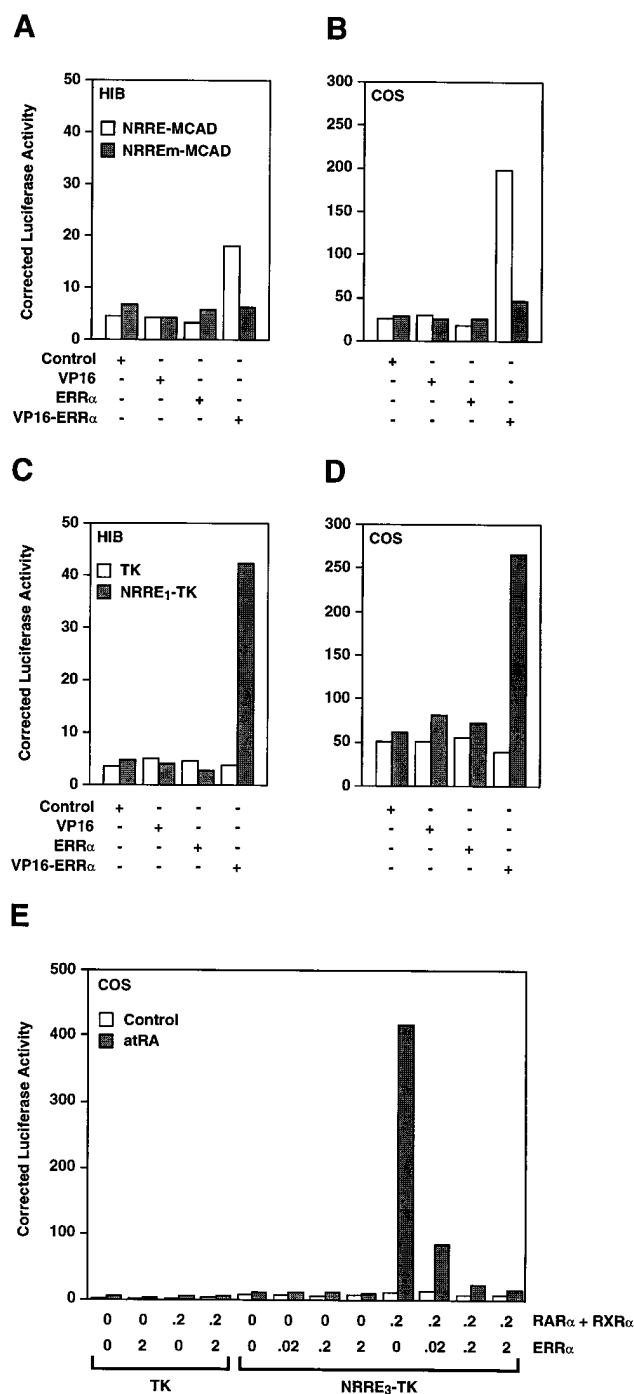 A
B
50
40
30
20
10
0
Corrected Luciferase Activity
HIB
NRRE-MCAD
NRREm-MCAD
300
250
200
150
100
50
0
COS
Control + - - -
VP16 - + - -
ERRα - - + -
VP16-ERRα - - - +
+ - - -
- + - -
- - + -
- - - +
C
D
50
40
30
20
10
0
Corrected Luciferase Activity
HIB
TK
NRRE1-TK
300
250
200
150
100
50
0
COS
Control + - - -
VP16 - + - -
ERRα - - + -
VP16-ERRα - - - +
+ - - -
- + - -
- - + -
- - - +
E
500
400
300
200
100
0
Corrected Luciferase Activity
COS
Control
atRA
0 0 .2 .2 0 0 0 0 .2 .2 .2 .2 RARα + RXRα
0 2 0 2 0 .02 .2 2 0 .02 .2 2 ERRα
TK NRRE3-TK